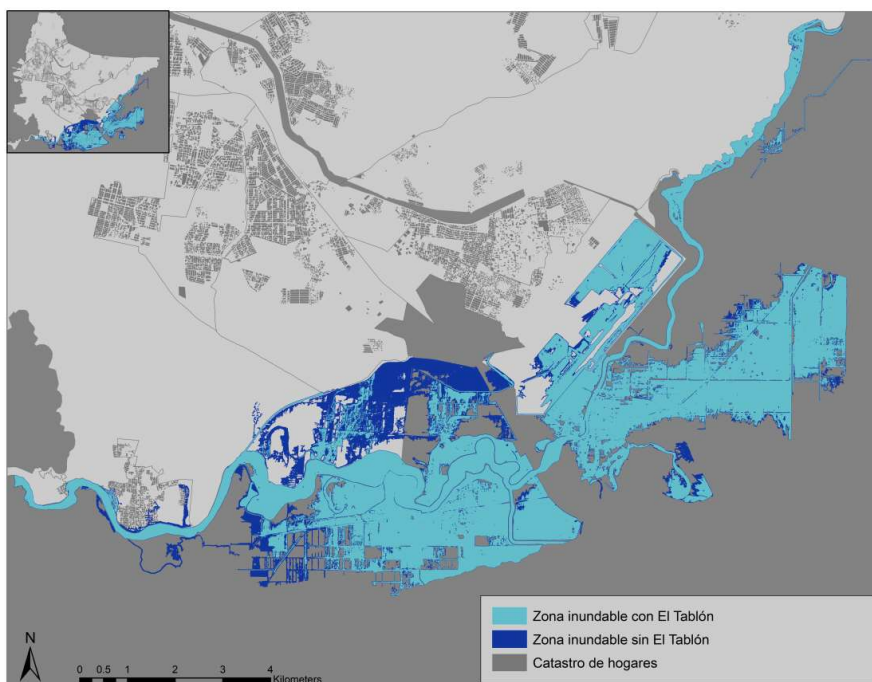 Zona inundable con El Tablón
Zona inundable sin El Tablón
Catastro de hogares
N
0 0.5 1 2 3 4
Kilometers